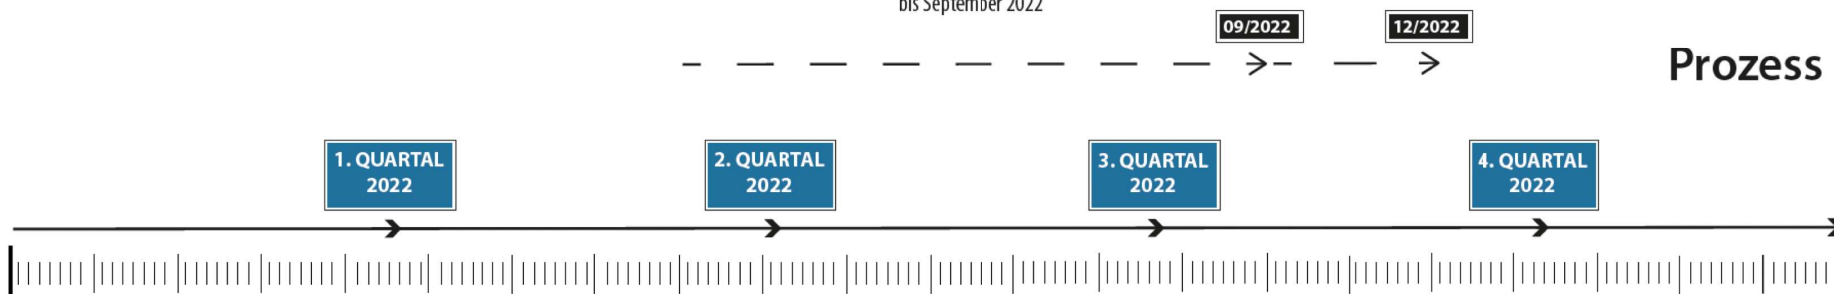 bis September 2022
09/2022
12/2022
Prozess
1. QUARTAL
2022
2. QUARTAL
2022
3. QUARTAL
2022
4. QUARTAL
2022